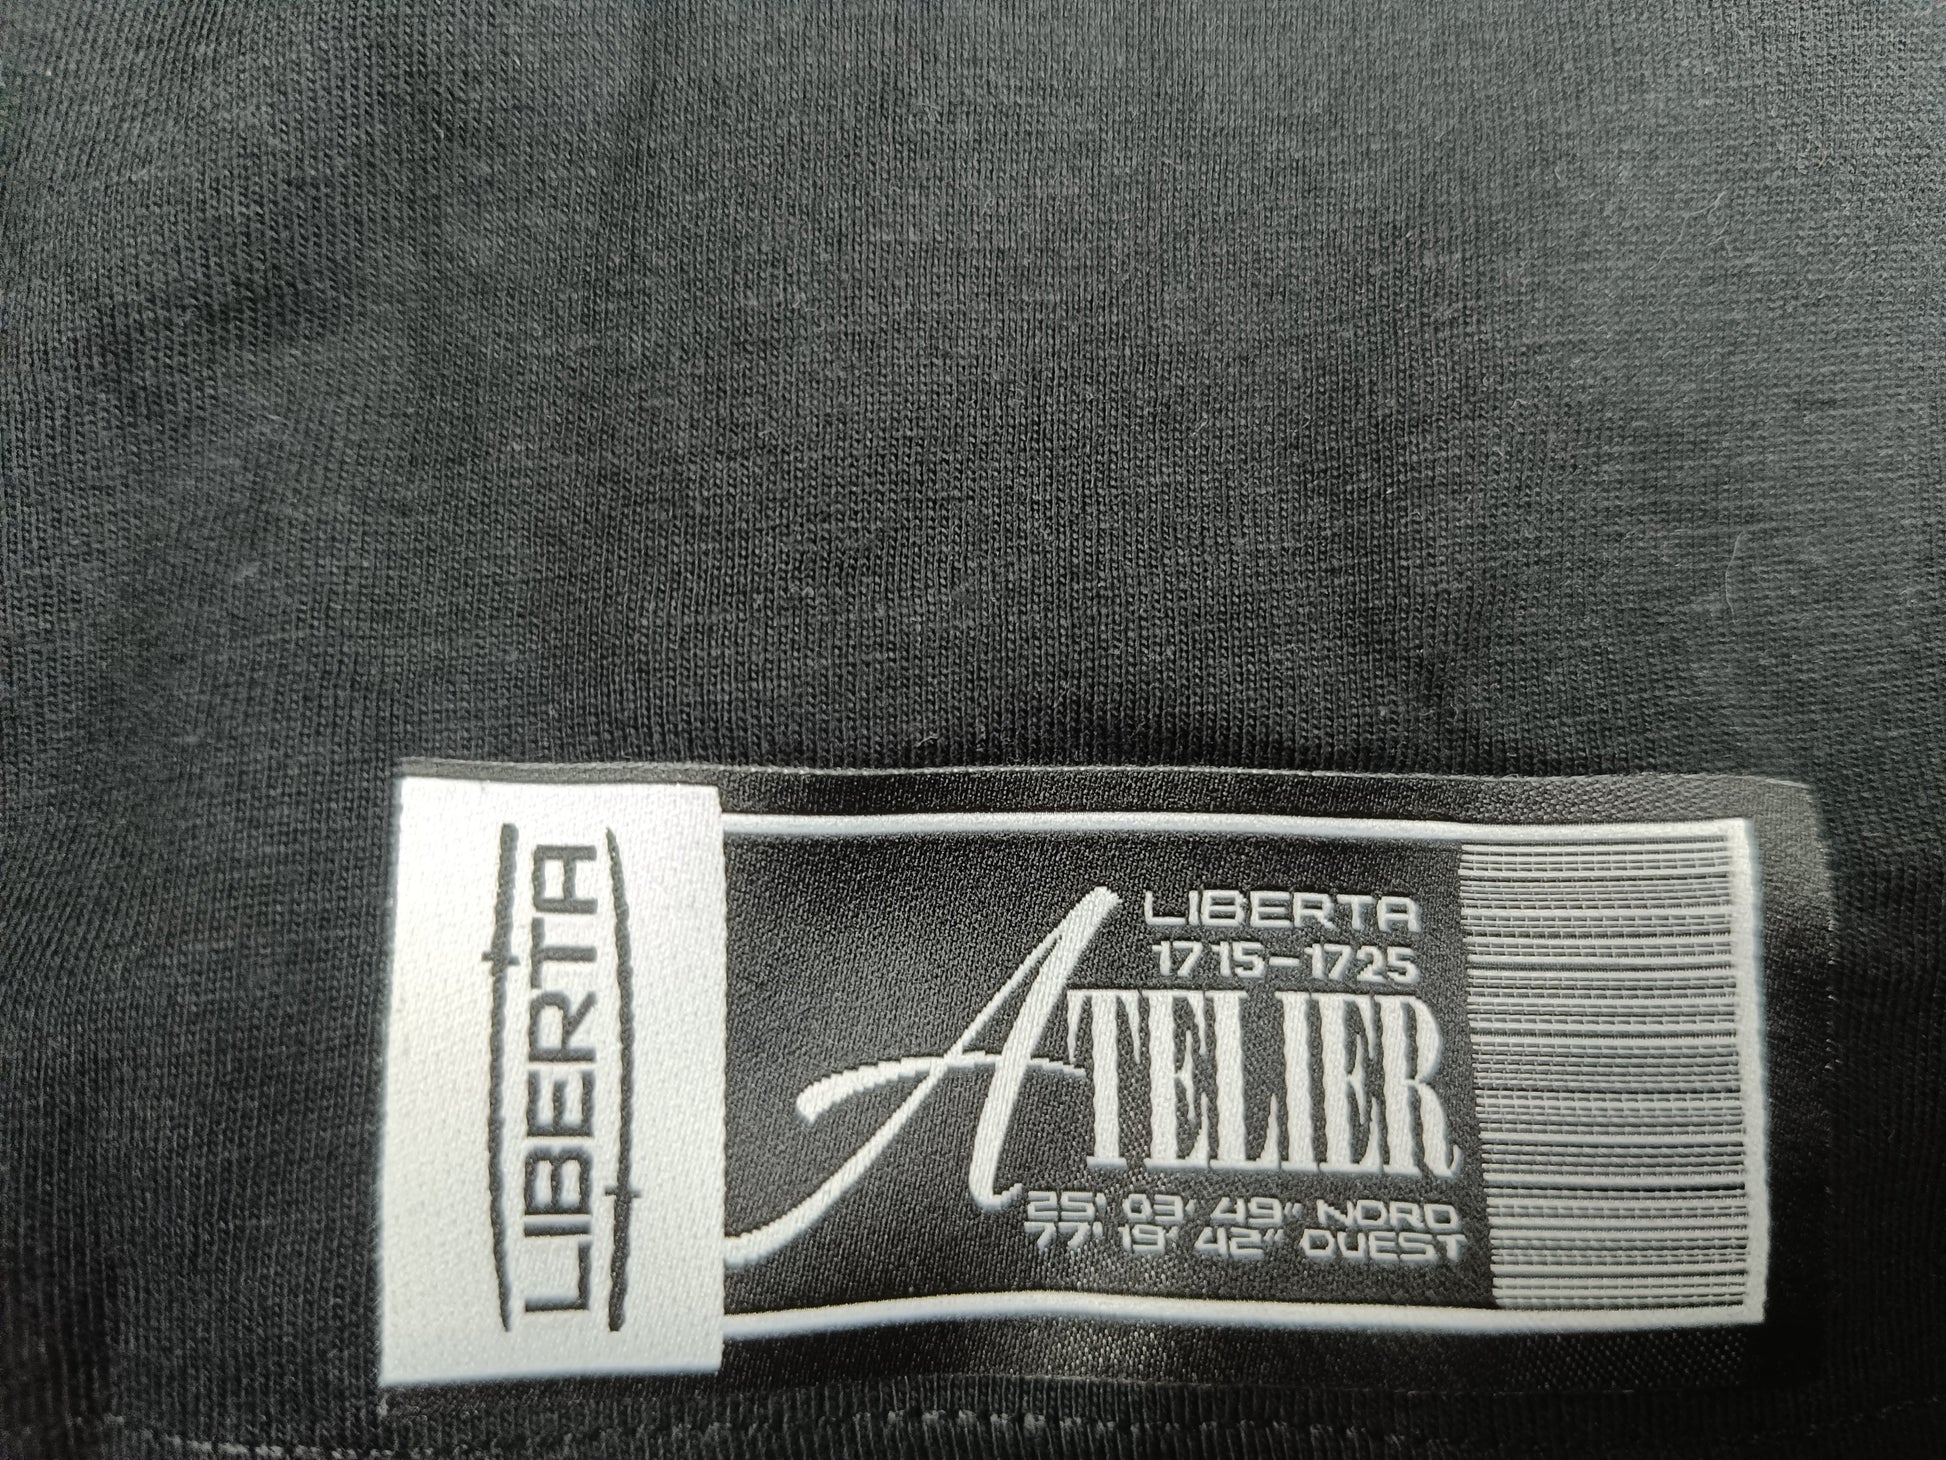 LIBERTA
LIBERTA
1715-1725
ATELIER
25' 03' 49" NORD
77' 19' 42" OUEST